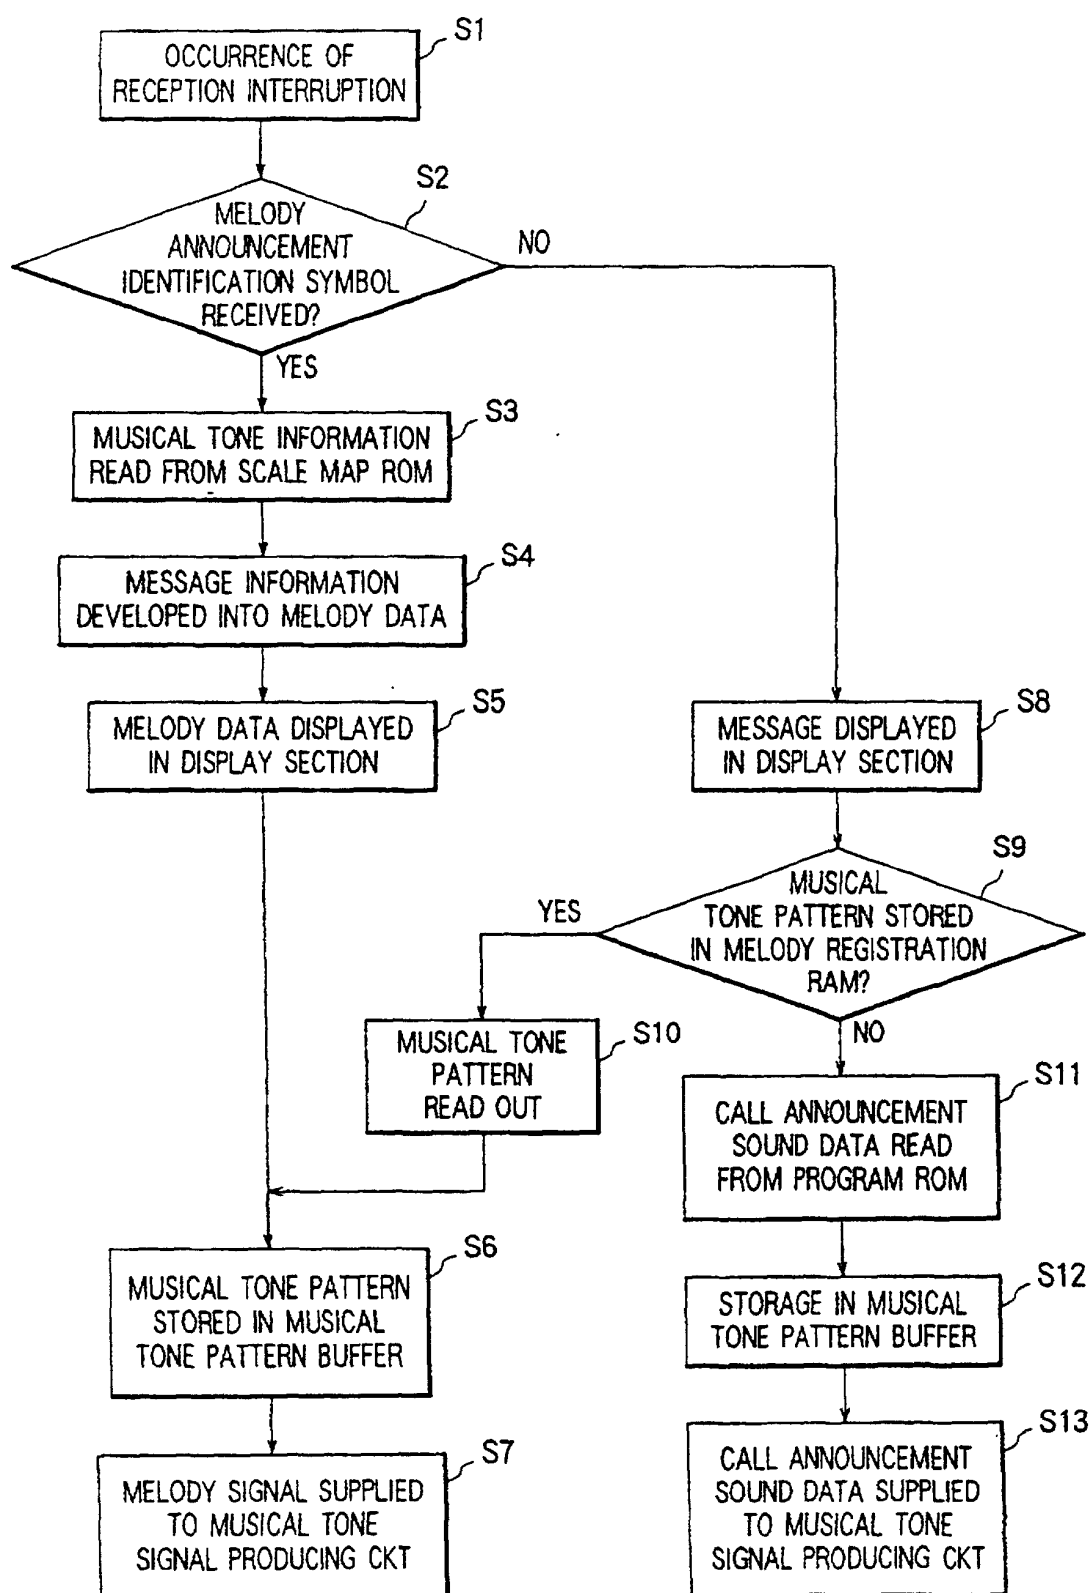 S1
OCCURRENCE OF
RECEPTION INTERRUPTION
S2
MELODY
ANNOUNCEMENT
IDENTIFICATION SYMBOL
RECEIVED?
NO
YES
S3
MUSICAL TONE INFORMATION
READ FROM SCALE MAP ROM
S4
MESSAGE INFORMATION
DEVELOPED INTO MELODY DATA
S5
MELODY DATA DISPLAYED
IN DISPLAY SECTION
S8
MESSAGE DISPLAYED
IN DISPLAY SECTION
S9
MUSICAL
TONE PATTERN STORED
IN MELODY REGISTRATION
RAM?
YES
NO
S10
MUSICAL TONE
PATTERN
READ OUT
S11
CALL ANNOUNCEMENT
SOUND DATA READ
FROM PROGRAM ROM
S6
MUSICAL TONE PATTERN
STORED IN MUSICAL
TONE PATTERN BUFFER
S12
STORAGE IN MUSICAL
TONE PATTERN BUFFER
S7
MELODY SIGNAL SUPPLIED
TO MUSICAL TONE
SIGNAL PRODUCING CKT
S13
CALL ANNOUNCEMENT
SOUND DATA SUPPLIED
TO MUSICAL TONE
SIGNAL PRODUCING CKT